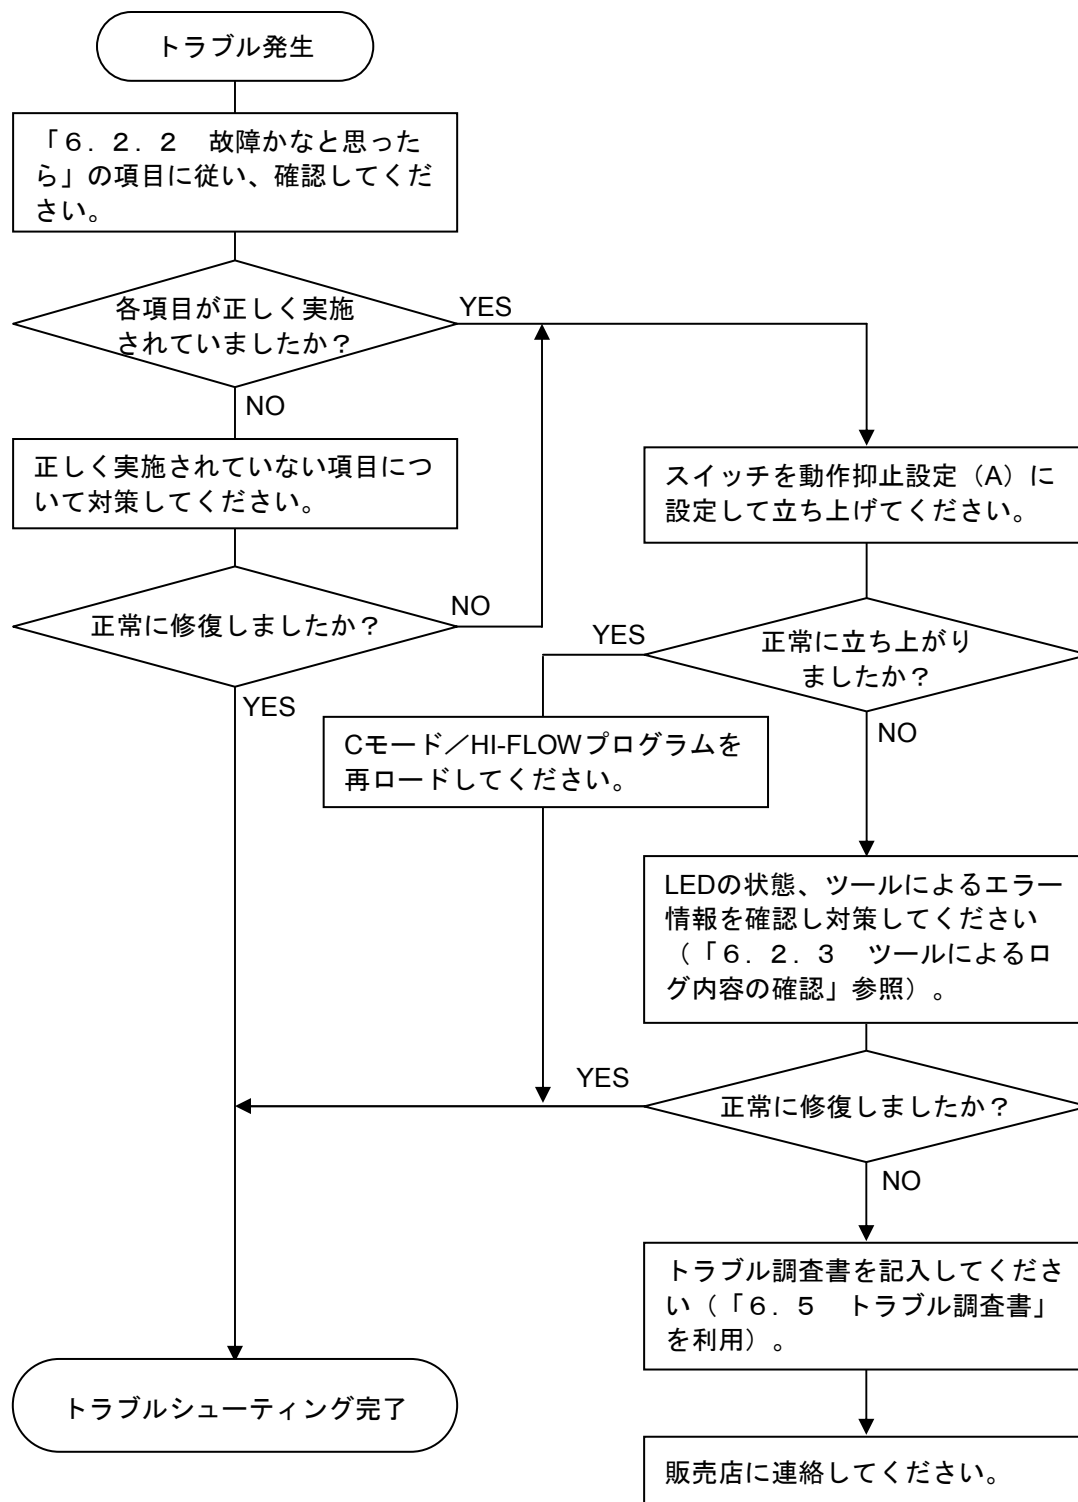 トラブル発生
「６．２．２　故障かなと思った
ら」の項目に従い、確認してくだ
さい。
各項目が正しく実施
されていましたか？
YES
NO
正しく実施されていない項目につ
いて対策してください。
正常に修復しましたか？
NO
YES
スイッチを動作抑止設定（A）に
設定して立ち上げてください。
正常に立ち上がり
ましたか？
YES
NO
Cモード／HI-FLOWプログラムを
再ロードしてください。
LEDの状態、ツールによるエラー
情報を確認し対策してください
（「６．２．３　ツールによるロ
グ内容の確認」参照）。
正常に修復しましたか？
YES
NO
トラブル調査書を記入してくださ
い（「６．５　トラブル調査書」
を利用）。
トラブルシューティング完了
販売店に連絡してください。